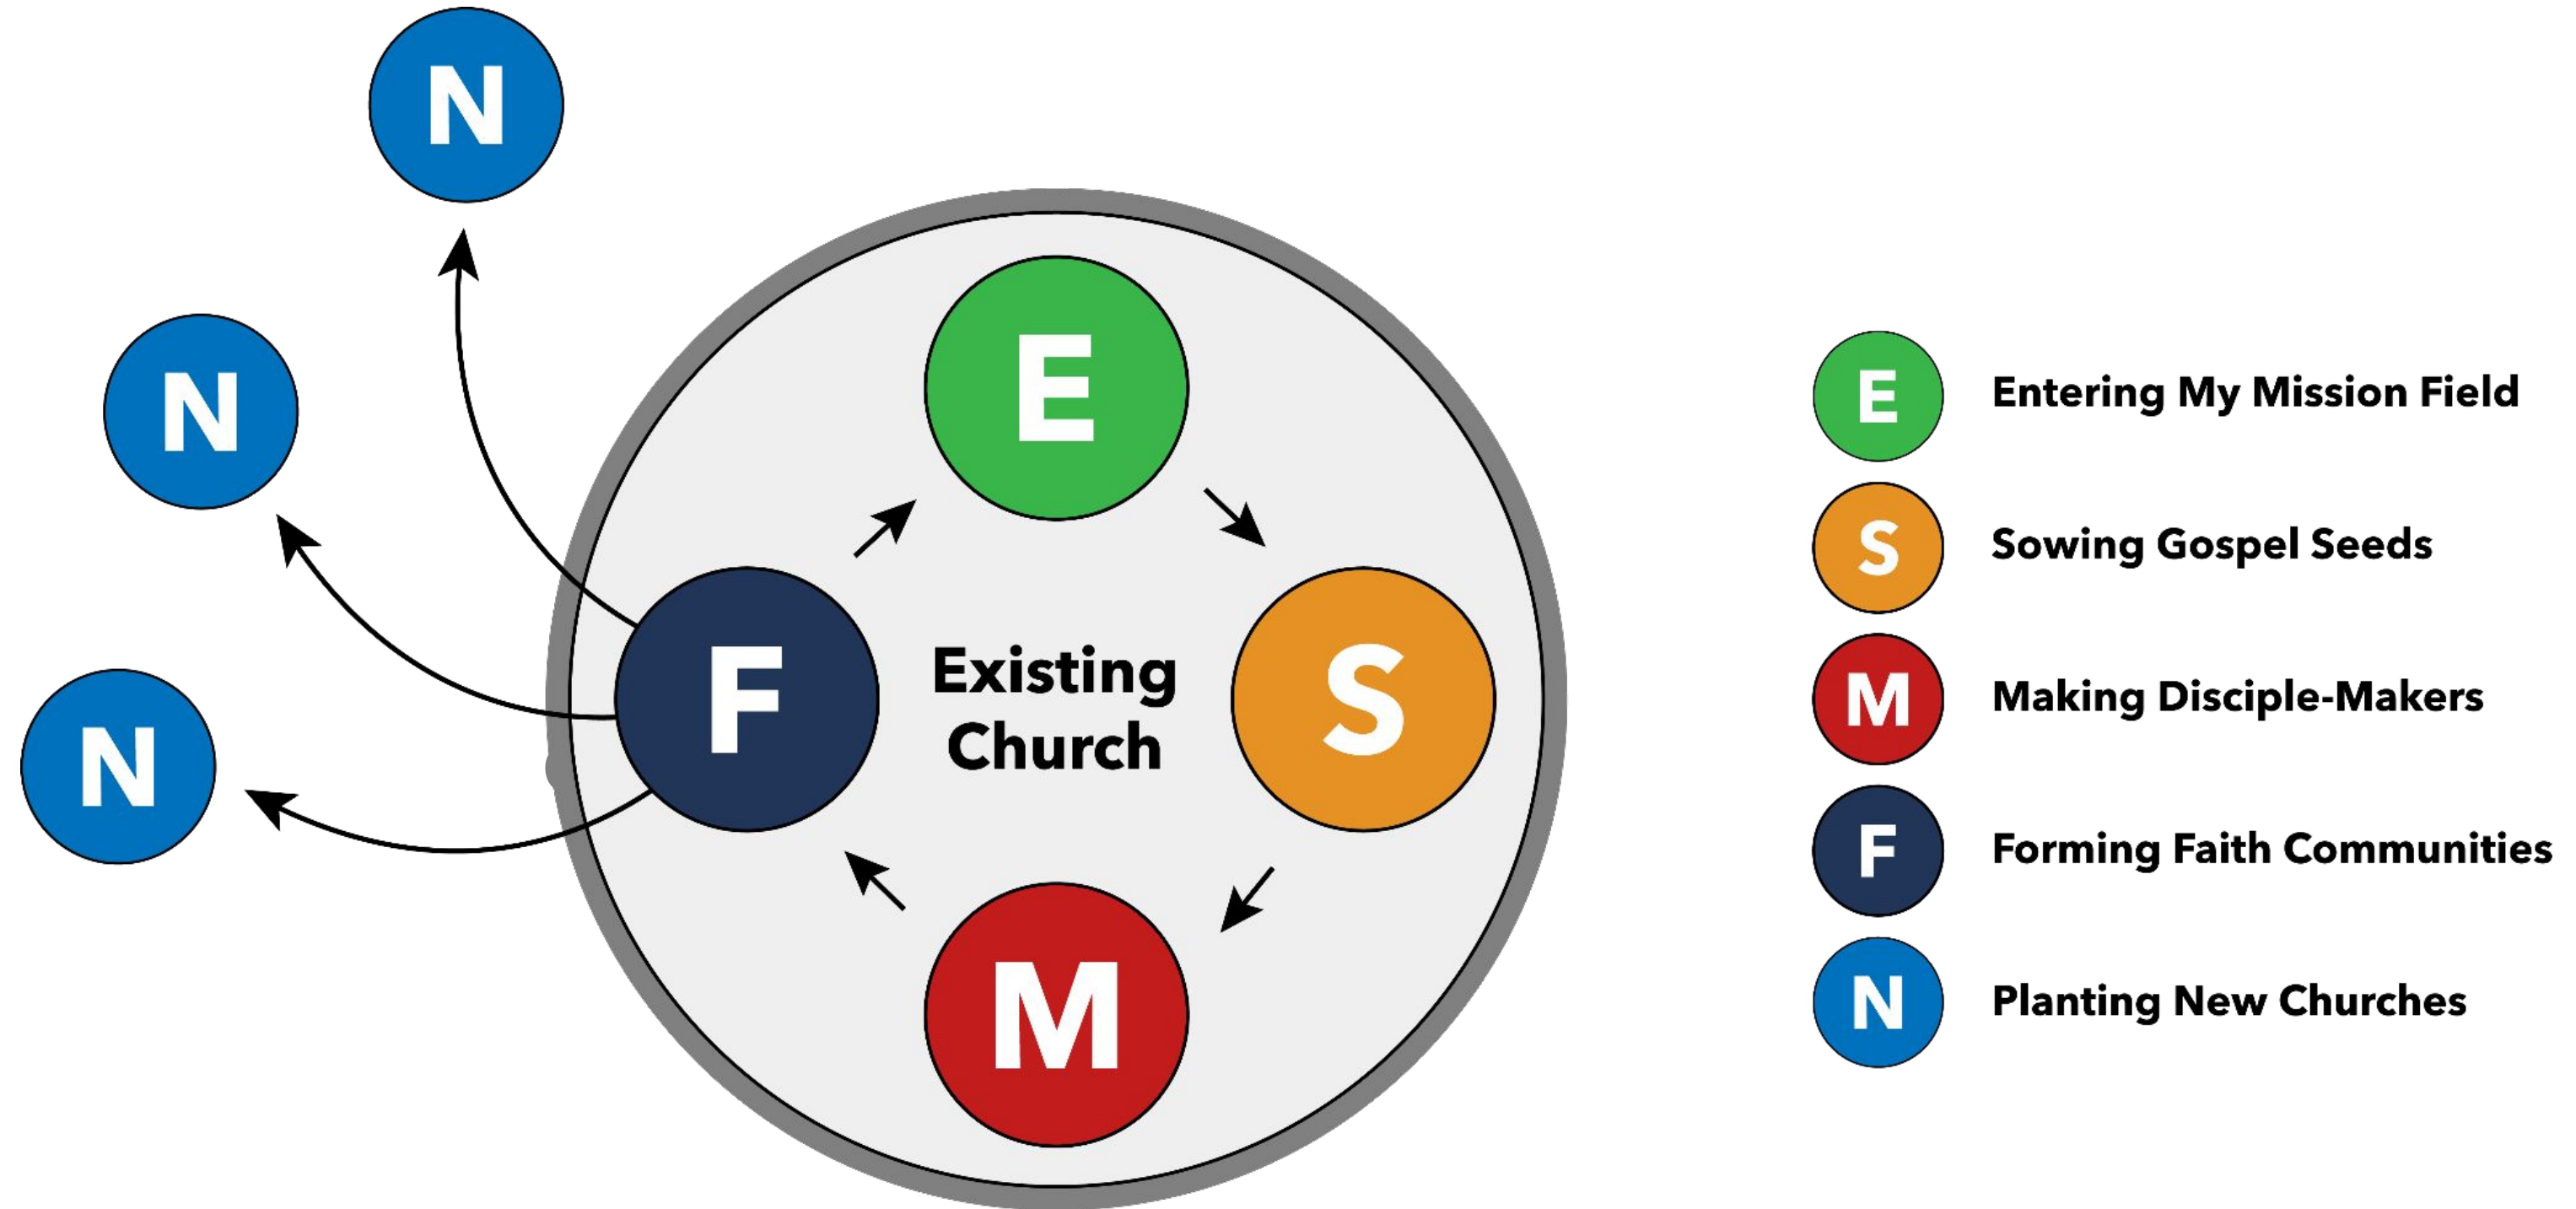 N
N
N
E
F
Existing
Church
S
M
E Entering My Mission Field
S Sowing Gospel Seeds
M Making Disciple-Makers
F Forming Faith Communities
N Planting New Churches